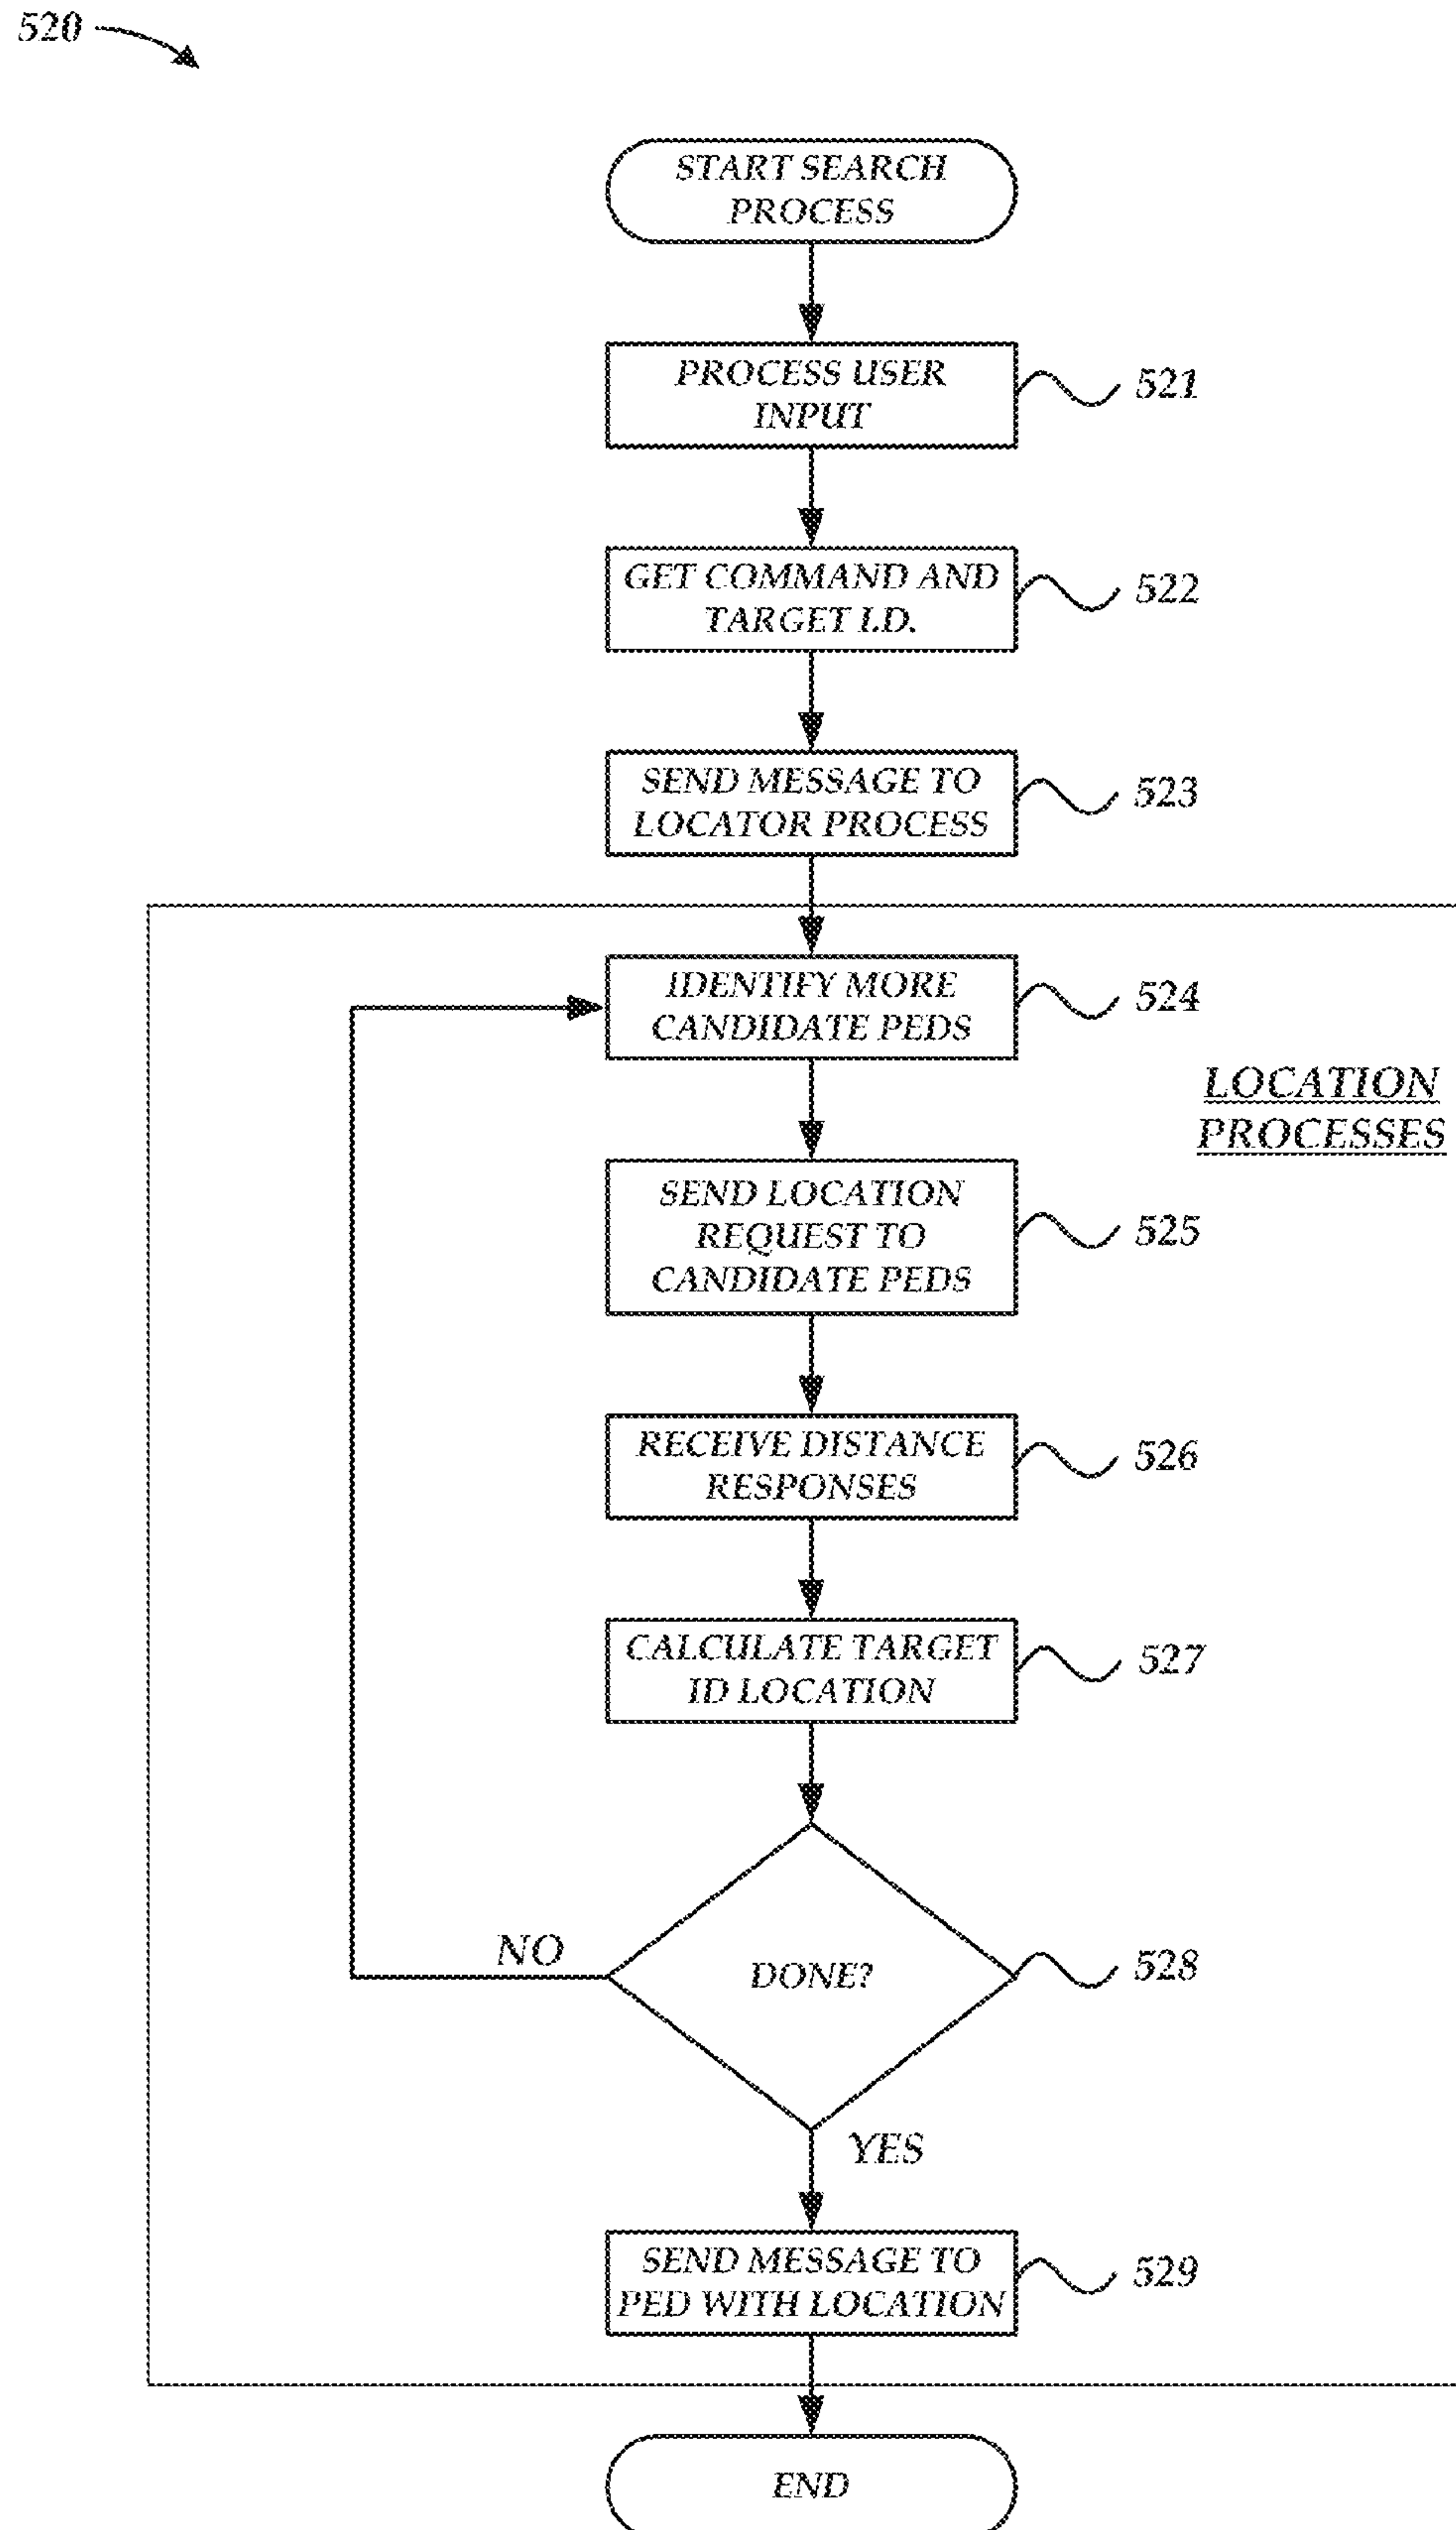 520
START SEARCH
PROCESS
PROCESS USER
INPUT
521
GET COMMAND AND
TARGET I.D.
522
SEND MESSAGE TO
LOCATOR PROCESS
523
IDENTIFY MORE
CANDIDATE PEDS
524
LOCATION
PROCESSES
SEND LOCATION
REQUEST TO
CANDIDATE PEDS
525
RECEIVE DISTANCE
RESPONSES
526
CALCULATE TARGET
ID LOCATION
527
DONE?
528
NO
YES
SEND MESSAGE TO
PED WITH LOCATION
529
END